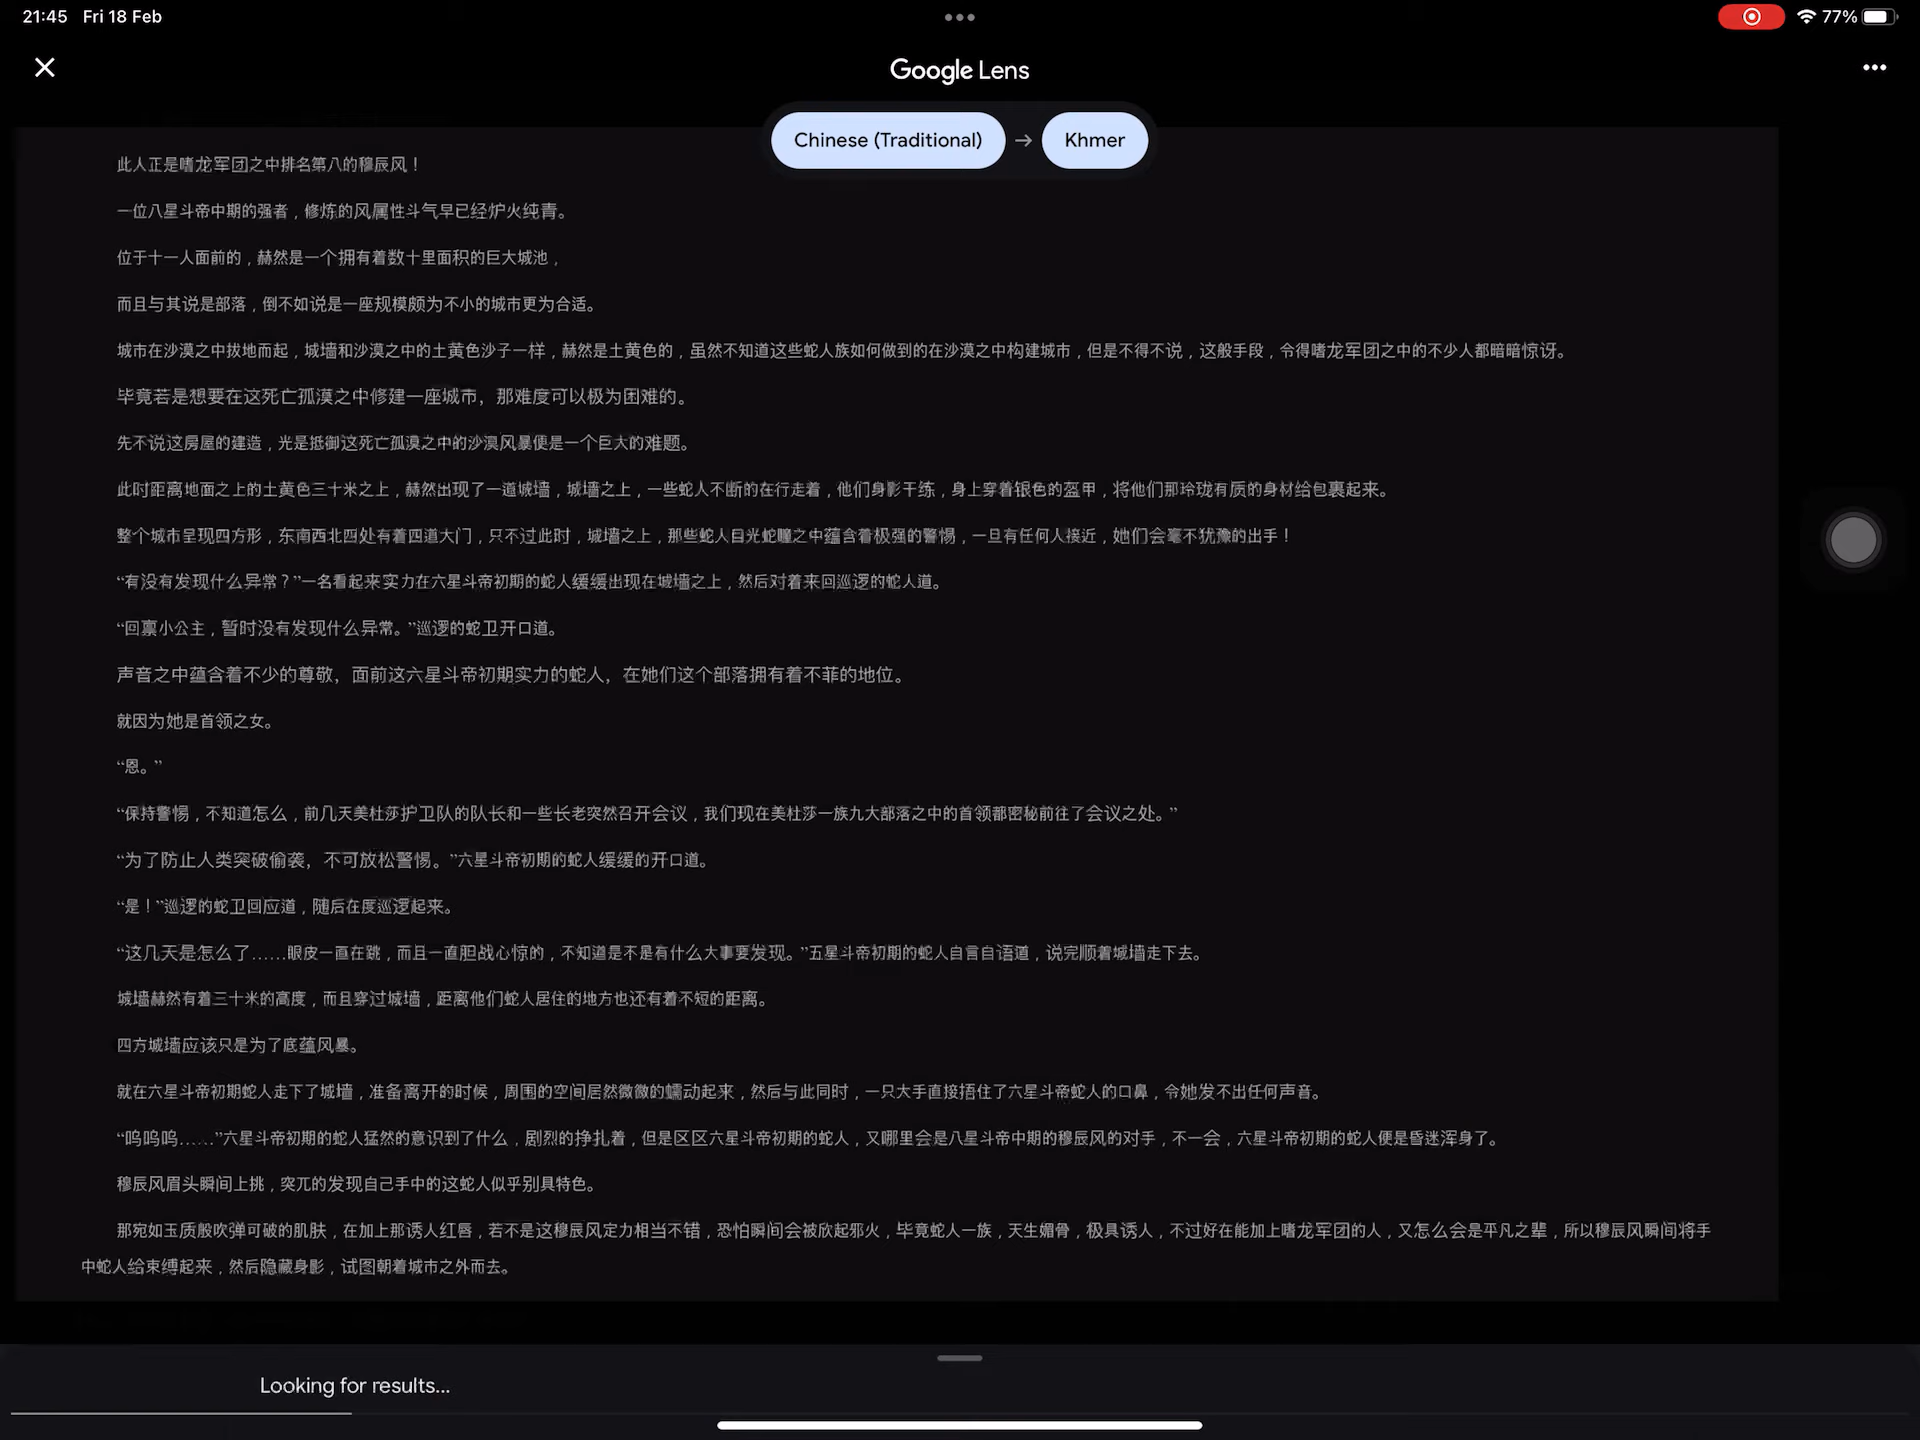 21:45 Fri 18 Feb
77%
Google Lens
Chinese (Traditional) → Khmer
此人正是嗜龙军团之中排名第八的穆辰风！
一位八星斗帝中期的强者，修炼的风属性斗气早已经炉火纯青。
位于十一人面前的，赫然是一个拥有着数十里面积的巨大城池，
而且与其说是部落，倒不如说是一座规模颇为不小的城市更为合适。
城市在沙漠之中拔地而起，城墙和沙漠之中的土黄色沙子一样，赫然是土黄色的，虽然不知道这些蛇人族如何做到的在沙漠之中构建城市，但是不得不说，这般手段，令得嗜龙军团之中的不少人都暗暗惊讶。
毕竟若是想要在这死亡孤漠之中修建一座城市，那难度可以极为困难的。
先不说这房屋的建造，光是抵御这死亡孤漠之中的沙漠风暴便是一个巨大的难题。
此时距离地面之上的土黄色三十米之上，赫然出现了一道城墙，城墙之上，一些蛇人不断的在行走着，他们身影干练，身上穿着银色的盔甲，将他们那玲珑有质的身材给包裹起来。
整个城市呈现四方形，东南西北四处有着四道大门，只不过此时，城墙之上，那些蛇人目光蛇瞳之中蕴含着极强的警惕，一旦有任何人接近，她们会毫不犹豫的出手！
“有没有发现什么异常？”一名看起来实力在六星斗帝初期的蛇人缓缓出现在城墙之上，然后对着来回巡逻的蛇人道。
“回禀小公主，暂时没有发现什么异常。”巡逻的蛇卫开口道。
声音之中蕴含着不少的尊敬，面前这六星斗帝初期实力的蛇人，在她们这个部落拥有着不菲的地位。
就因为她是首领之女。
“恩。”
“保持警惕，不知道怎么，前几天美杜莎护卫队的队长和一些长老突然召开会议，我们现在美杜莎一族九大部落之中的首领都密秘前往了会议之处。”
“为了防止人类突破偷袭，不可放松警惕。”六星斗帝初期的蛇人缓缓的开口道。
“是！”巡逻的蛇卫回应道，随后在度巡逻起来。
“这几天是怎么了……眼皮一直在跳，而且一直胆战心惊的，不知道是不是有什么大事要发现。”五星斗帝初期的蛇人自言自语道，说完顺着城墙走下去。
城墙赫然有着三十米的高度，而且穿过城墙，距离他们蛇人居住的地方也还有着不短的距离。
四方城墙应该只是为了底蕴风暴。
就在六星斗帝初期蛇人走下了城墙，准备离开的时候，周围的空间居然微微的蠕动起来，然后与此同时，一只大手直接捂住了六星斗帝蛇人的口鼻，令她发不出任何声音。
“呜呜呜……”六星斗帝初期的蛇人猛然的意识到了什么，剧烈的挣扎着，但是区区六星斗帝初期的蛇人，又哪里会是八星斗帝中期的穆辰风的对手，不一会，六星斗帝初期的蛇人便是昏迷浑身了。
穆辰风眉头瞬间上挑，突兀的发现自己手中的这蛇人似乎别具特色。
那宛如玉质般吹弹可破的肌肤，在加上那诱人红唇，若不是这穆辰风定力相当不错，恐怕瞬间会被欣起邪火，毕竟蛇人一族，天生媚骨，极具诱人，不过好在能加上嗜龙军团的人，又怎么会是平凡之辈，所以穆辰风瞬间将手
中蛇人给束缚起来，然后隐藏身影，试图朝着城市之外而去。
Looking for results...